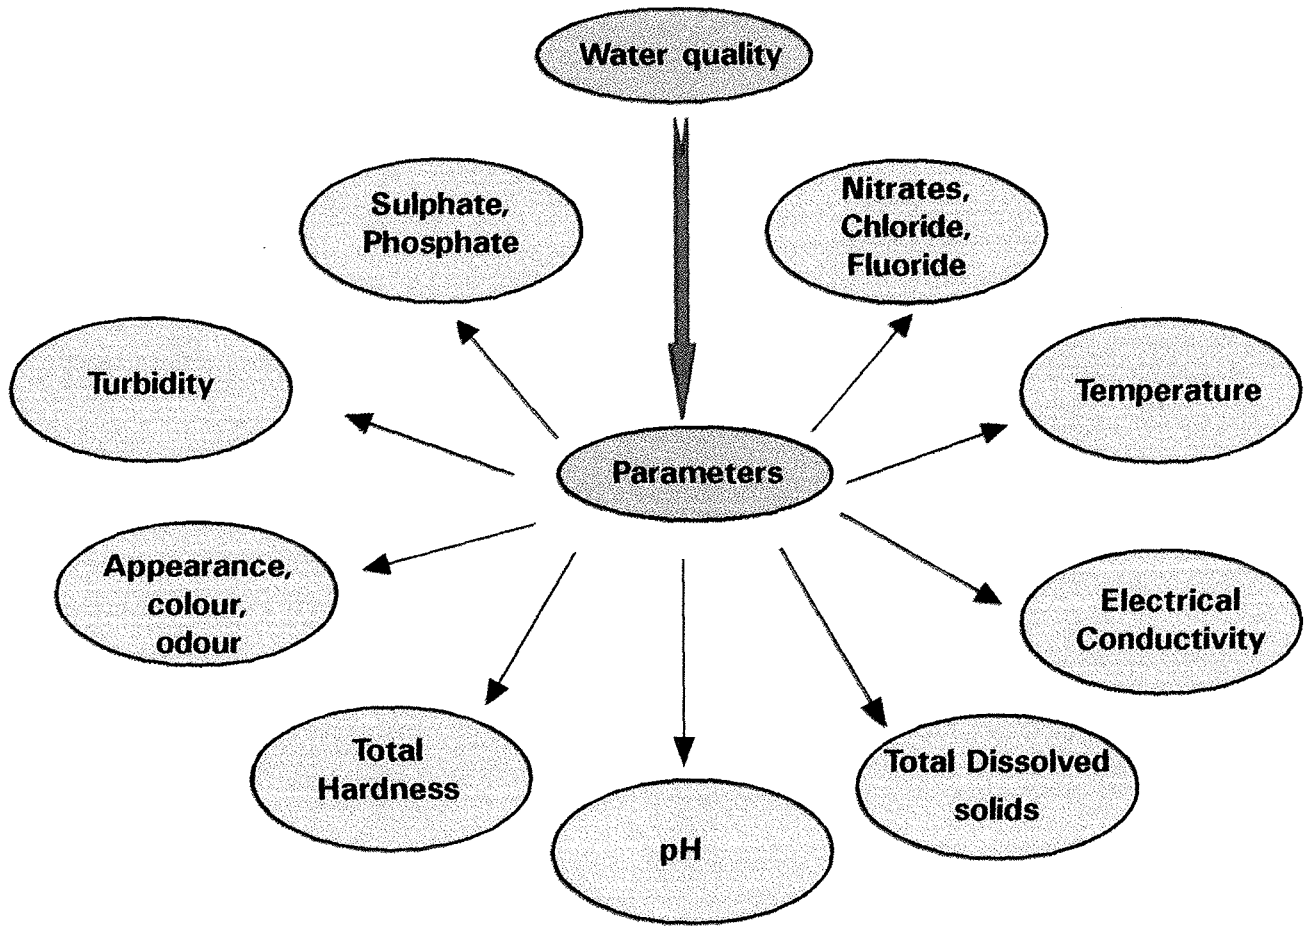 Water quality
Sulphate,
Phosphate
Nitrates,
Chloride,
Fluoride
Turbidity
Temperature
Parameters
Appearance,
colour,
odour
Electrical
Conductivity
Total
Hardness
pH
Total Dissolved
solids